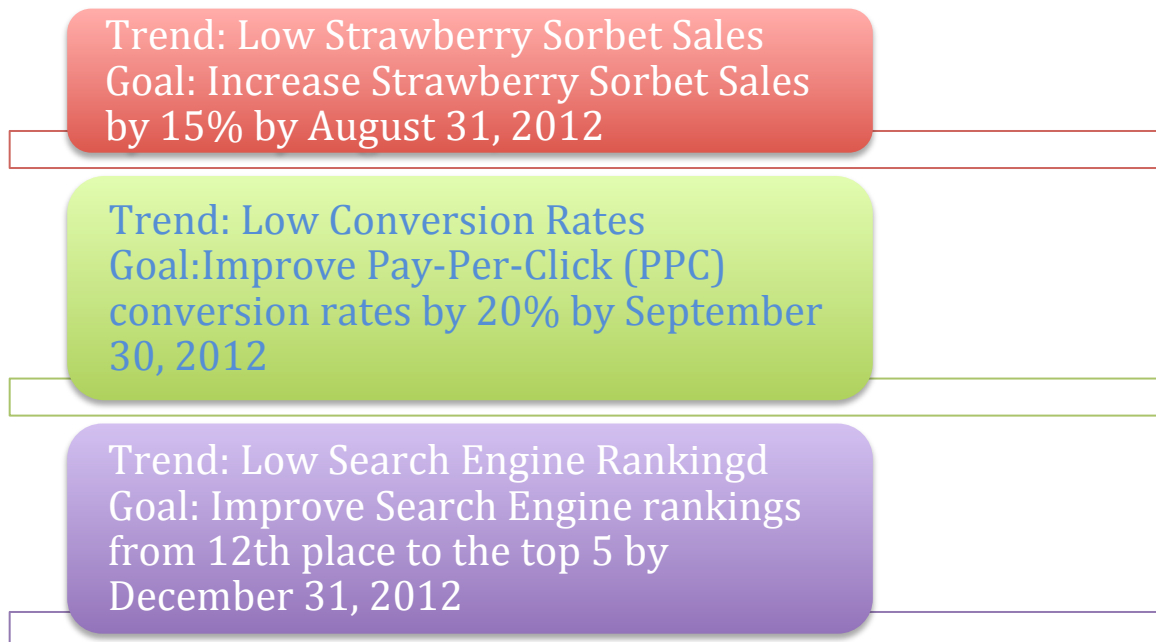 Trend: Low Strawberry Sorbet Sales
Goal: Increase Strawberry Sorbet Sales
by 15% by August 31, 2012
Trend: Low Conversion Rates
Goal:Improve Pay-Per-Click (PPC)
conversion rates by 20% by September
30, 2012
Trend: Low Search Engine Rankingd
Goal: Improve Search Engine rankings
from 12th place to the top 5 by
December 31, 2012